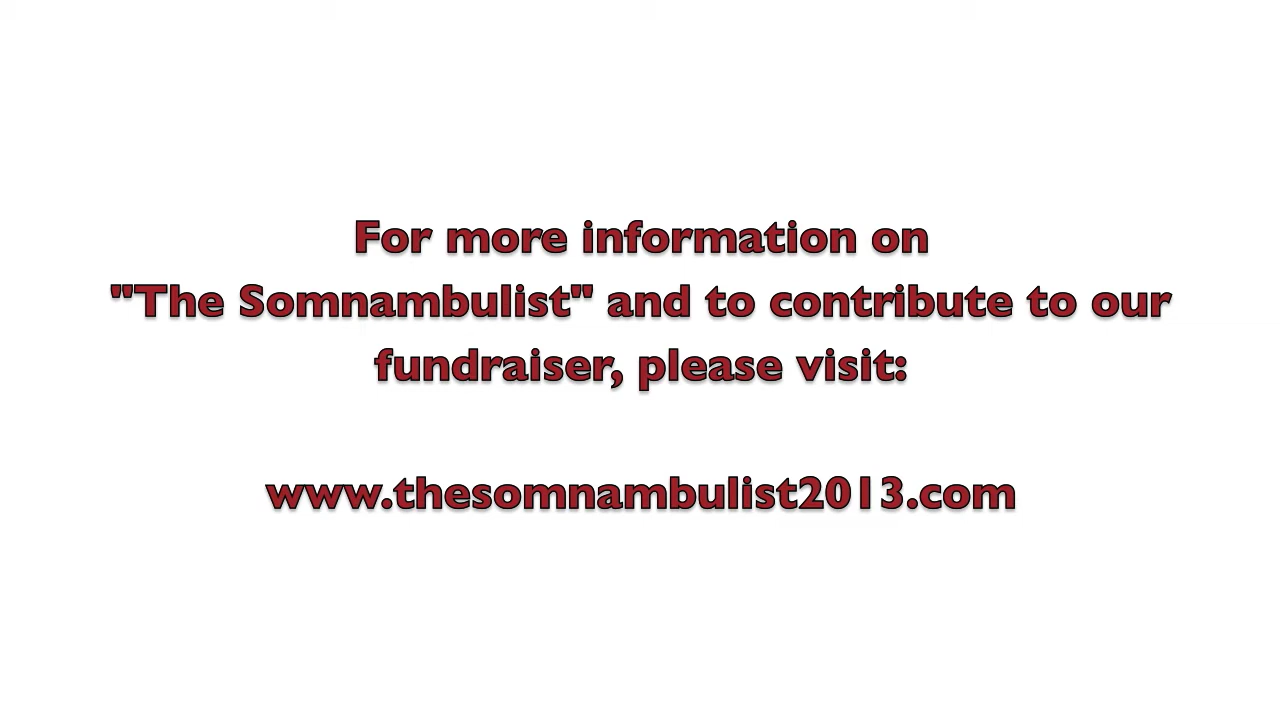 For more information on
"The Somnambulist" and to contribute to our
fundraiser, please visit:
www.thesomnambulist2013.com